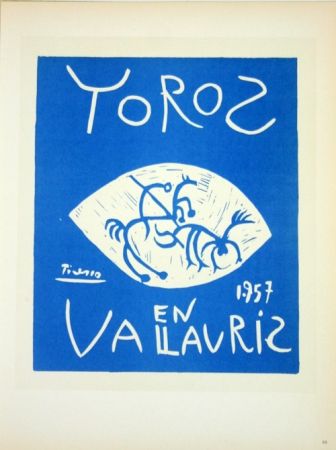 TOROS
Picasso
1957
EN
VALLAURIS